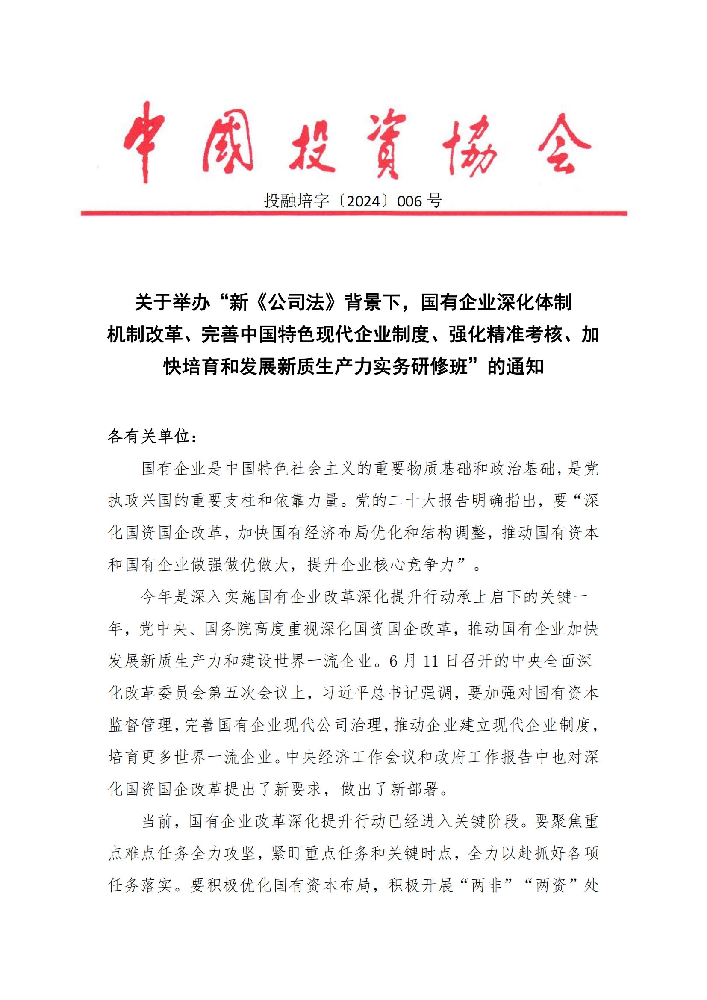 中國投資協会
投融培字〔2024〕006 号
关于举办“新《公司法》背景下，国有企业深化体制
机制改革、完善中国特色现代企业制度、强化精准考核、加
快培育和发展新质生产力实务研修班”的通知
各有关单位：
国有企业是中国特色社会主义的重要物质基础和政治基础，是党
执政兴国的重要支柱和依靠力量。党的二十大报告明确指出，要“深
化国资国企改革，加快国有经济布局优化和结构调整，推动国有资本
和国有企业做强做优做大，提升企业核心竞争力”。
今年是深入实施国有企业改革深化提升行动承上启下的关键一
年，党中央、国务院高度重视深化国资国企改革，推动国有企业加快
发展新质生产力和建设世界一流企业。6 月 11 日召开的中央全面深
化改革委员会第五次会议上，习近平总书记强调，要加强对国有资本
监督管理，完善国有企业现代公司治理，推动企业建立现代企业制度，
培育更多世界一流企业。中央经济工作会议和政府工作报告中也对深
化国资国企改革提出了新要求，做出了新部署。
当前，国有企业改革深化提升行动已经进入关键阶段。要聚焦重
点难点任务全力攻坚，紧盯重点任务和关键时点，全力以赴抓好各项
任务落实。要积极优化国有资本布局，积极开展“两非”“两资”处